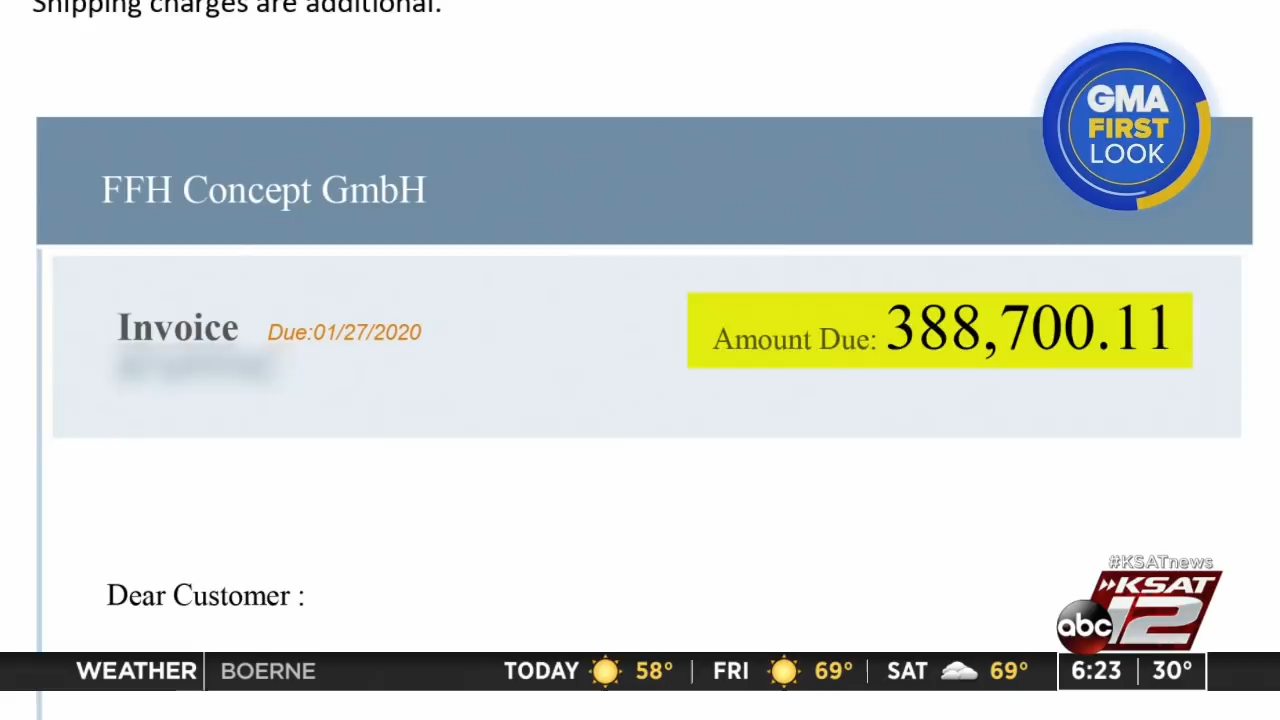 Shipping charges are additional.
GMA
FIRST
LOOK
FFH Concept GmbH
Invoice Due:01/27/2020
Amount Due: 388,700.11
Dear Customer :
#KSATnews
KSAT
abc 12
WEATHER BOERNE TODAY 58° FRI 69° SAT 69° 6:23 30°